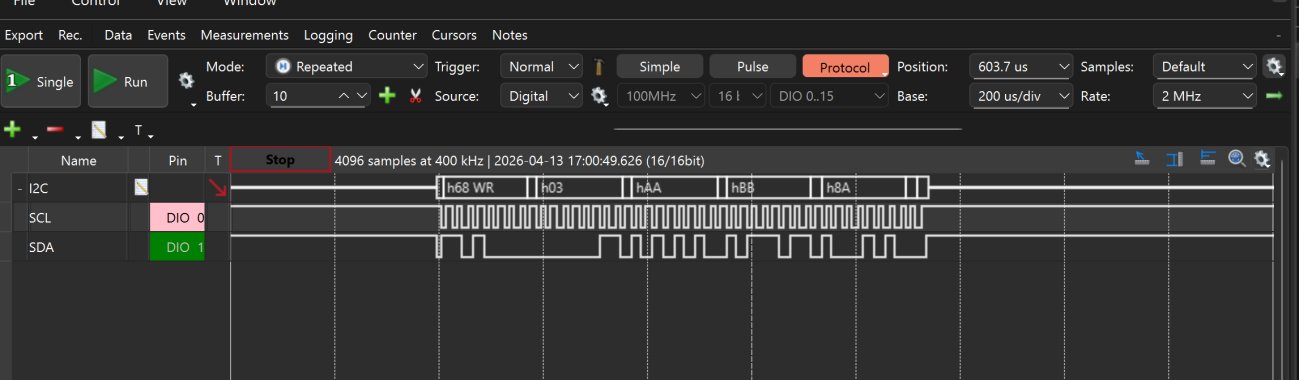 File Control View Window
Export Rec. Data Events Measurements Logging Counter Cursors Notes -
1 Single Run Mode: Repeated Trigger: Normal Simple Pulse Protocol Position: 603.7 us Samples: Default
Buffer: 10 Source: Digital 100MHz 16 DIO 0..15 Base: 200 us/div Rate: 2 MHz
T
Name Pin T Stop 4096 samples at 400 kHz | 2026-04-13 17:00:49.626 (16/16bit)
- I2C h68 WR h03 hAA hBB h8A
SCL DIO 0
SDA DIO 1